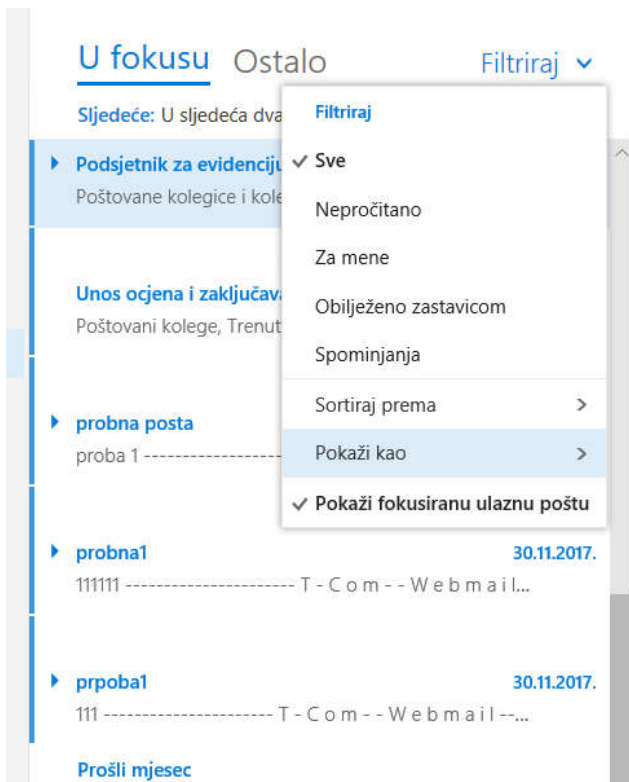 U fokusu Ostalo Filtriraj
Sljedeće: U sljedeća dva
Filtriraj
Podsjetnik za evidenciju
Sve
Poštovane kolegice i kole
Nepročitano
Za mene
Unos ocjena i zaključava
Obilježeno zastavicom
Poštovani kolege, Trenut
Spominjanja
Sortiraj prema
probna posta
proba 1 -------------------
Pokaži kao
Pokaži fokusiranu ulaznu poštu
probna1 30.11.2017.
111111 ---------------------- T - C o m - - W e b m a i l...
prpoba1 30.11.2017.
111 ---------------------- T - C o m - - W e b m a i l --...
Prošli mjesec